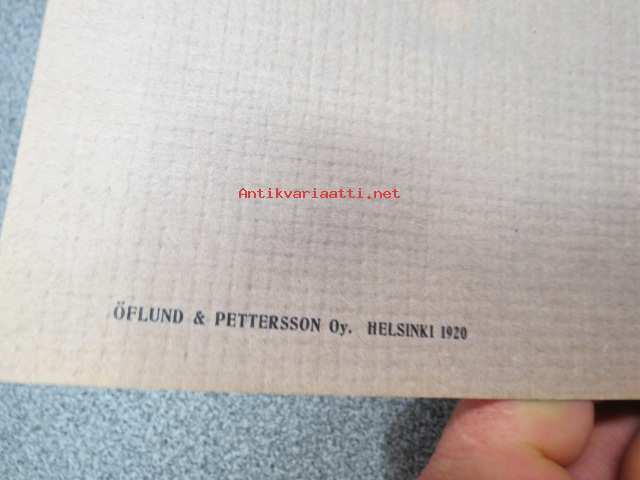 Antikvariaatti.net
ÖFLUND & PETTERSSON Oy. HELSINKI 1920